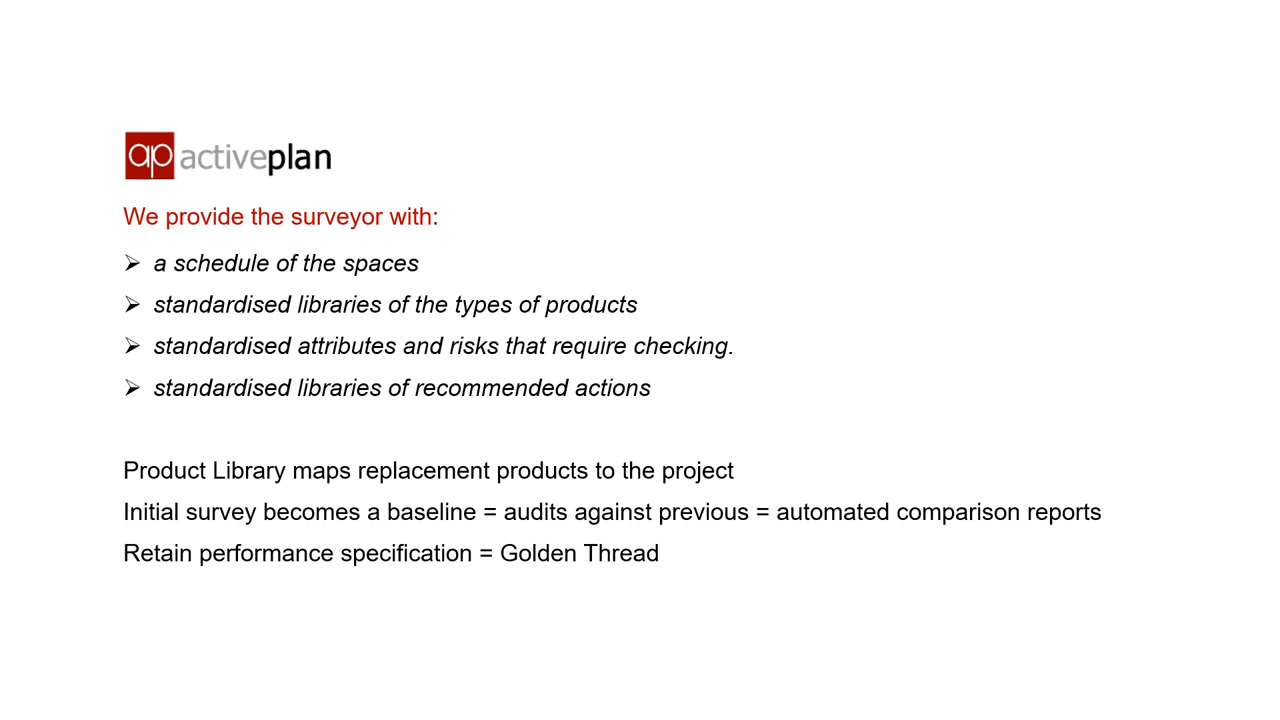 ap activeplan
We provide the surveyor with:
➢ a schedule of the spaces
➢ standardised libraries of the types of products
➢ standardised attributes and risks that require checking.
➢ standardised libraries of recommended actions
Product Library maps replacement products to the project
Initial survey becomes a baseline = audits against previous = automated comparison reports
Retain performance specification = Golden Thread